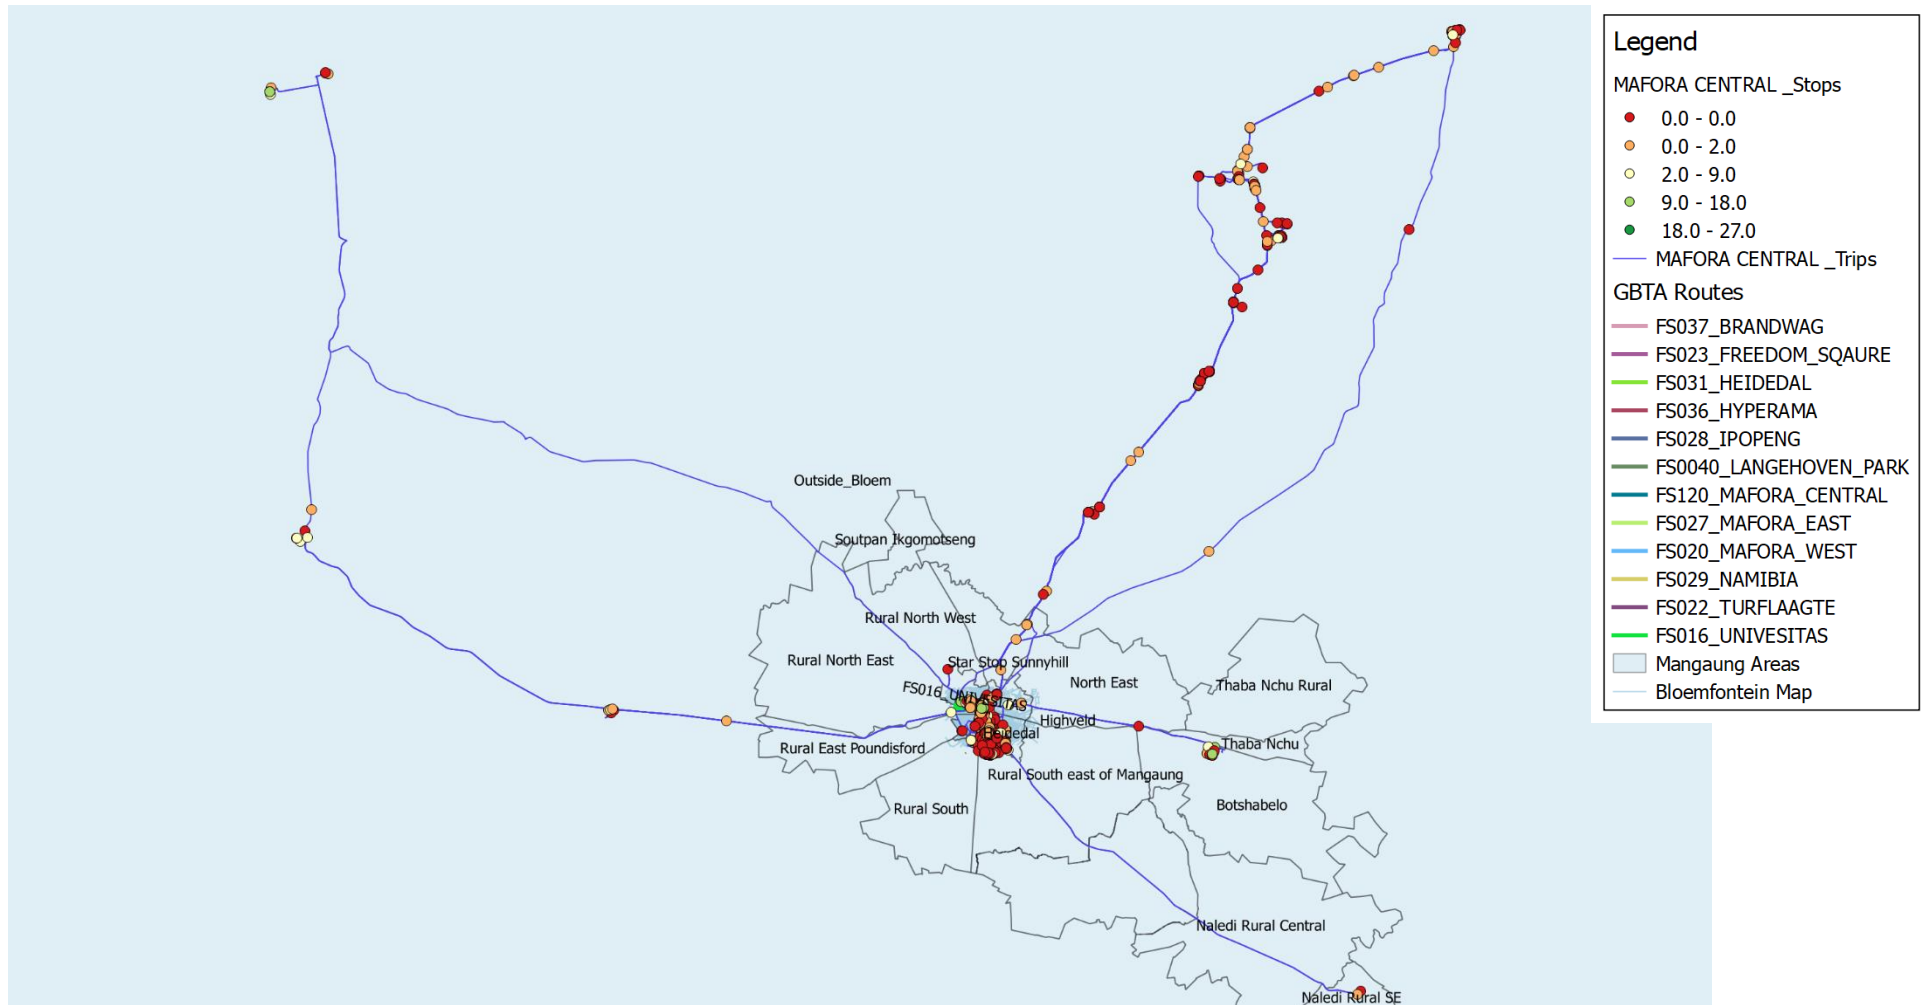 Legend
MAFORA CENTRAL _Stops
0.0 - 0.0
0.0 - 2.0
2.0 - 9.0
9.0 - 18.0
18.0 - 27.0
MAFORA CENTRAL _Trips
GBTA Routes
FS037_BRANDWAG
FS023_FREEDOM_SQAURE
FS031_HEIDEDAL
FS036_HYPERAMA
FS028_IPOPENG
FS0040_LANGEHOVEN_PARK
FS120_MAFORA_CENTRAL
FS027_MAFORA_EAST
FS020_MAFORA_WEST
FS029_NAMIBIA
FS022_TURFLAAGTE
FS016_UNIVESITAS
Mangaung Areas
Bloemfontein Map
Outside_Bloem
Soutpan Ikgomotseng
Rural North West
Rural North East
Star Stop Sunnyhill
North East
Thaba Nchu Rural
FS016_UNIVESITAS
Highveld
Heidedal
Thaba Nchu
Rural East Poundisford
Rural South east of Mangaung
Rural South
Botshabelo
Naledi Rural Central
Naledi Rural SE